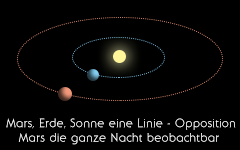 Mars, Erde, Sonne eine Linie - Opposition
Mars die ganze Nacht beobachtbar